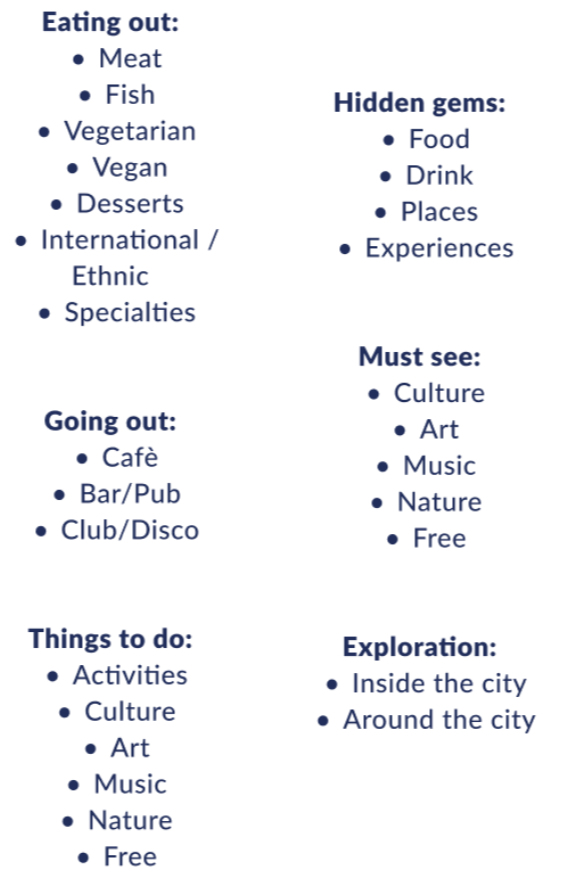 Eating out:
• Meat
• Fish
• Vegetarian
• Vegan
• Desserts
• International /
Ethnic
• Specialties
Going out:
• Cafè
• Bar/Pub
• Club/Disco
Things to do:
• Activities
• Culture
• Art
• Music
• Nature
• Free
Hidden gems:
• Food
• Drink
• Places
• Experiences
Must see:
• Culture
• Art
• Music
• Nature
• Free
Exploration:
• Inside the city
• Around the city